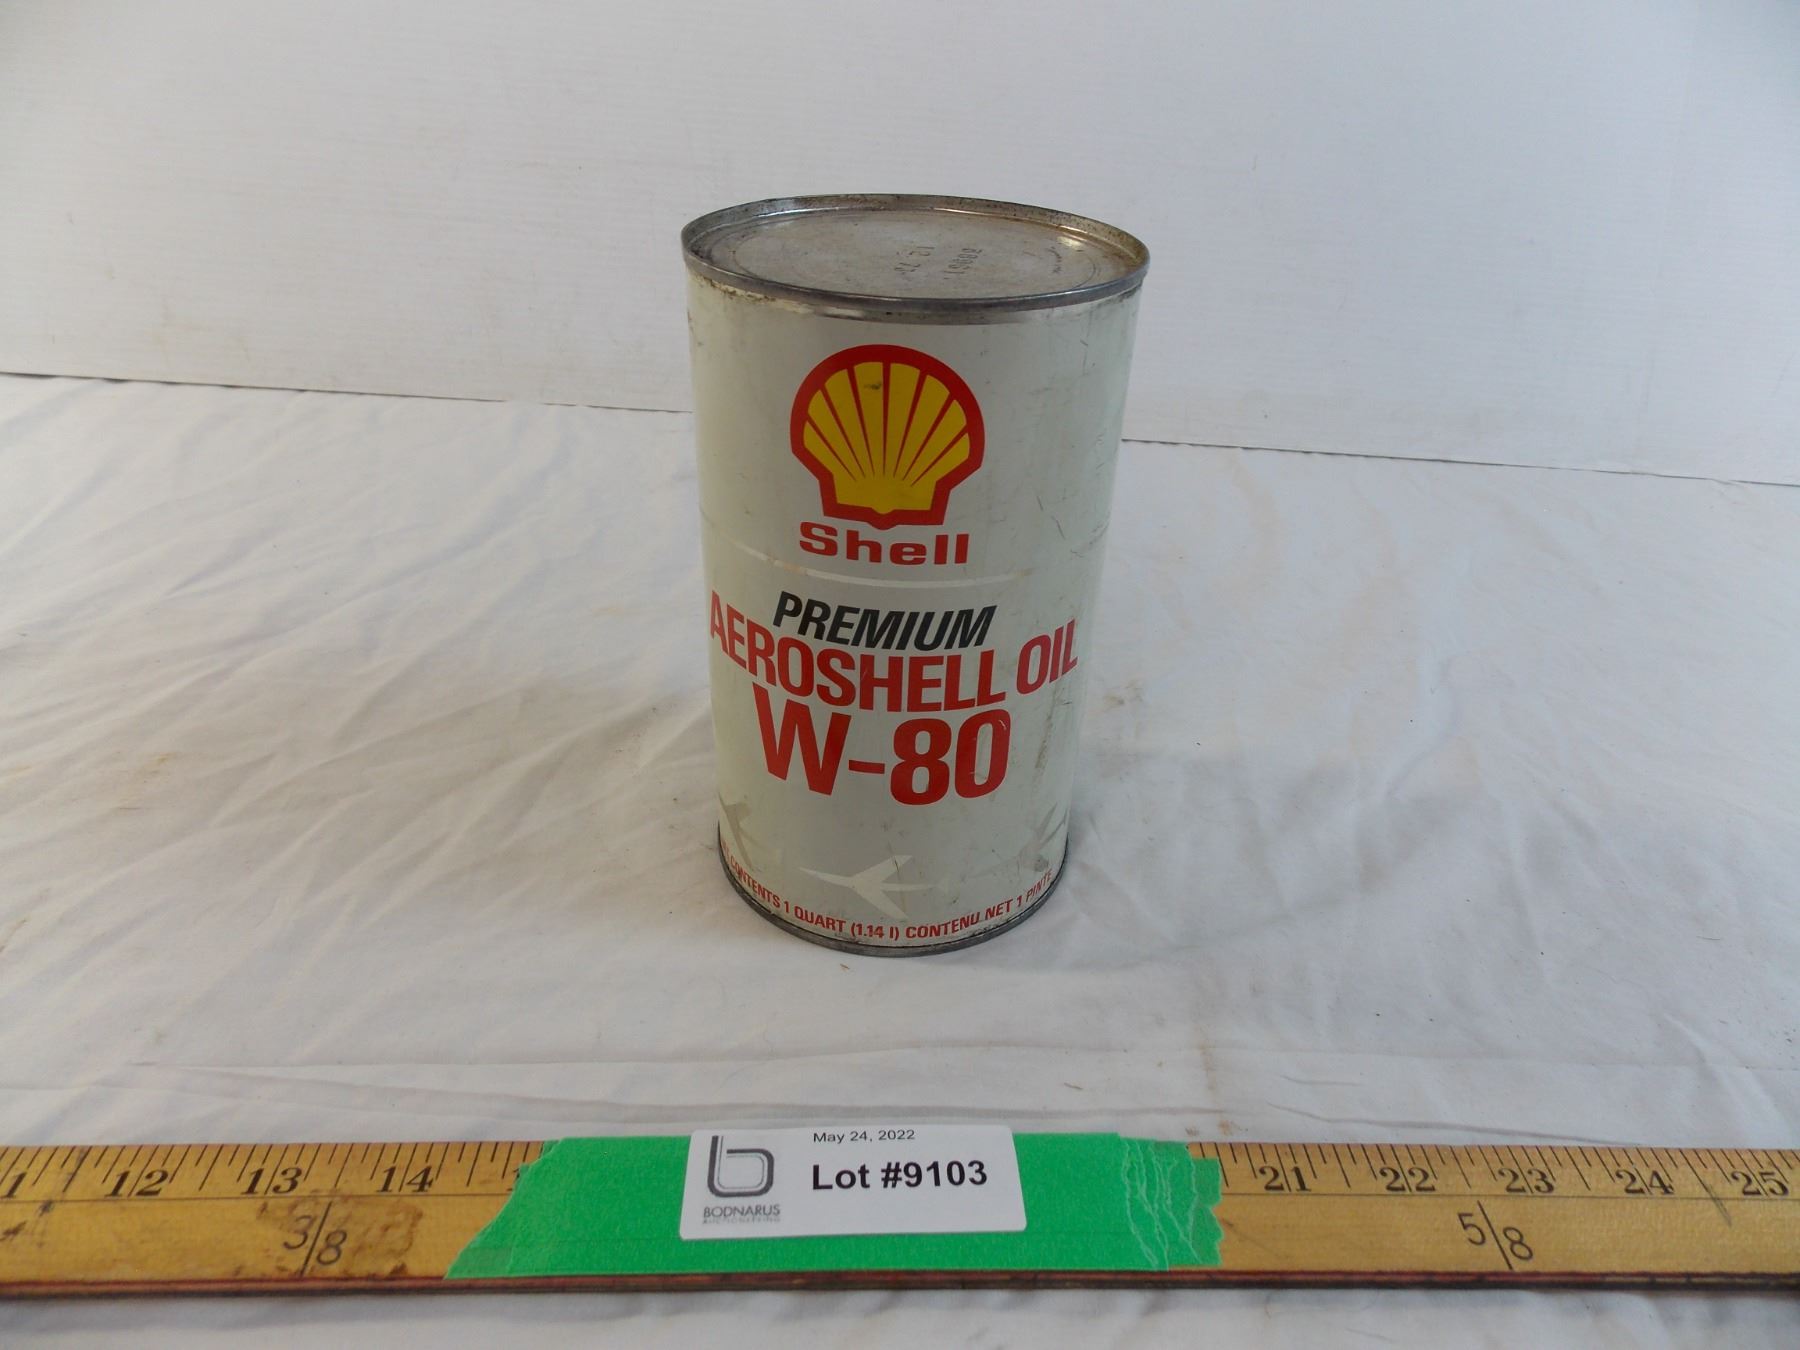 Shell
PREMIUM
AEROSHELL OIL
W-80
CONTENTS 1 QUART (1.14 l) CONTENU NET 1 PINTE
May 24, 2022
Lot #9103
BODNARUS
AUCTIONEERING
12 13 14 21 22 23 24 25
3/8 5/8